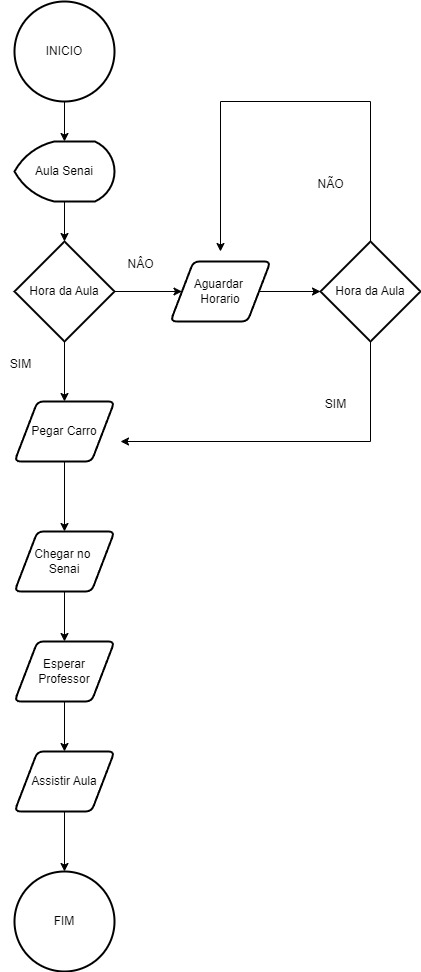 INICIO
Aula Senai
Hora da Aula
NÂO
Aguardar
Horario
NÃO
Hora da Aula
SIM
SIM
Pegar Carro
Chegar no
Senai
Esperar
Professor
Assistir Aula
FIM